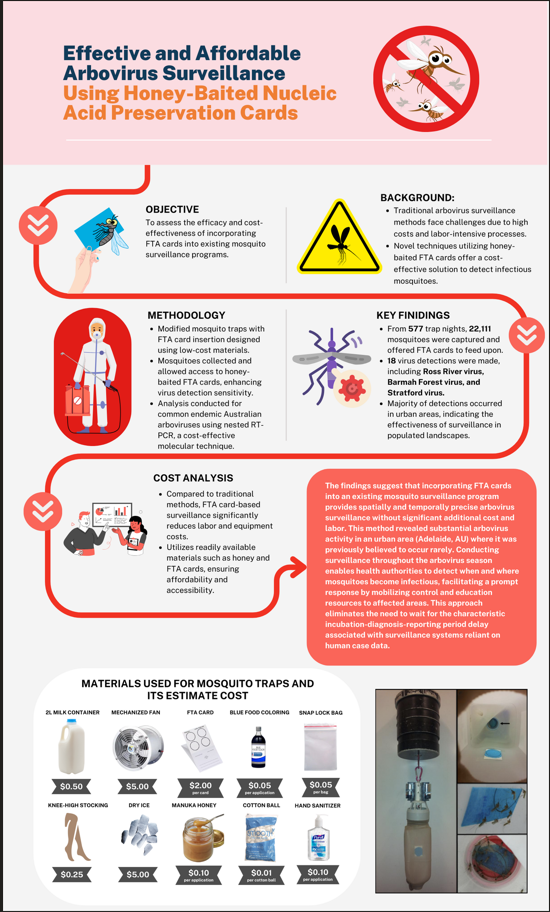 Effective and Affordable
Arbovirus Surveillance
Using Honey-Baited Nucleic
Acid Preservation Cards
OBJECTIVE
To assess the efficacy and cost-
effectiveness of incorporating
FTA cards into existing mosquito
surveillance programs.
BACKGROUND:
• Traditional arbovirus surveillance
methods face challenges due to high
costs and labor-intensive processes.
• Novel techniques utilizing honey-
baited FTA cards offer a cost-
effective solution to detect infectious
mosquitoes.
METHODOLOGY
• Modified mosquito traps with
FTA card insertion designed
using low-cost materials.
• Mosquitoes collected and
allowed access to honey-
baited FTA cards, enhancing
virus detection sensitivity.
• Analysis conducted for
common endemic Australian
arboviruses using nested RT-
PCR, a cost-effective
molecular technique.
KEY FINIDINGS
• From 577 trap nights, 22,111
mosquitoes were captured and
offered FTA cards to feed upon.
• 18 virus detections were made,
including Ross River virus,
Barmah Forest virus, and
Stratford virus.
• Majority of detections occurred
in urban areas, indicating the
effectiveness of surveillance in
populated landscapes.
COST ANALYSIS
• Compared to traditional
methods, FTA card-based
surveillance significantly
reduces labor and equipment
costs.
• Utilizes readily available
materials such as honey and
FTA cards, ensuring
affordability and
accessibility.
The findings suggest that incorporating FTA cards
into an existing mosquito surveillance program
provides spatially and temporally precise arbovirus
surveillance without significant additional cost and
labor. This method revealed substantial arbovirus
activity in an urban area (Adelaide, AU) where it was
previously believed to occur rarely. Conducting
surveillance throughout the arbovirus season
enables health authorities to detect when and where
mosquitoes become infectious, facilitating a prompt
response by mobilizing control and education
resources to affected areas. This approach
eliminates the need to wait for the characteristic
incubation-diagnosis-reporting period delay
associated with surveillance systems reliant on
human case data.
MATERIALS USED FOR MOSQUITO TRAPS AND
ITS ESTIMATE COST
2L MILK CONTAINER
MECHANIZED FAN
FTA CARD
BLUE FOOD COLORING
SNAP LOCK BAG
$0.50
$5.00
$2.00
per card
$0.05
per application
$0.05
per bag
KNEE-HIGH STOCKING
DRY ICE
MANUKA HONEY
COTTON BALL
HAND SANITIZER
$0.25
$5.00
$0.10
per application
$0.01
per cotton ball
$0.10
per application